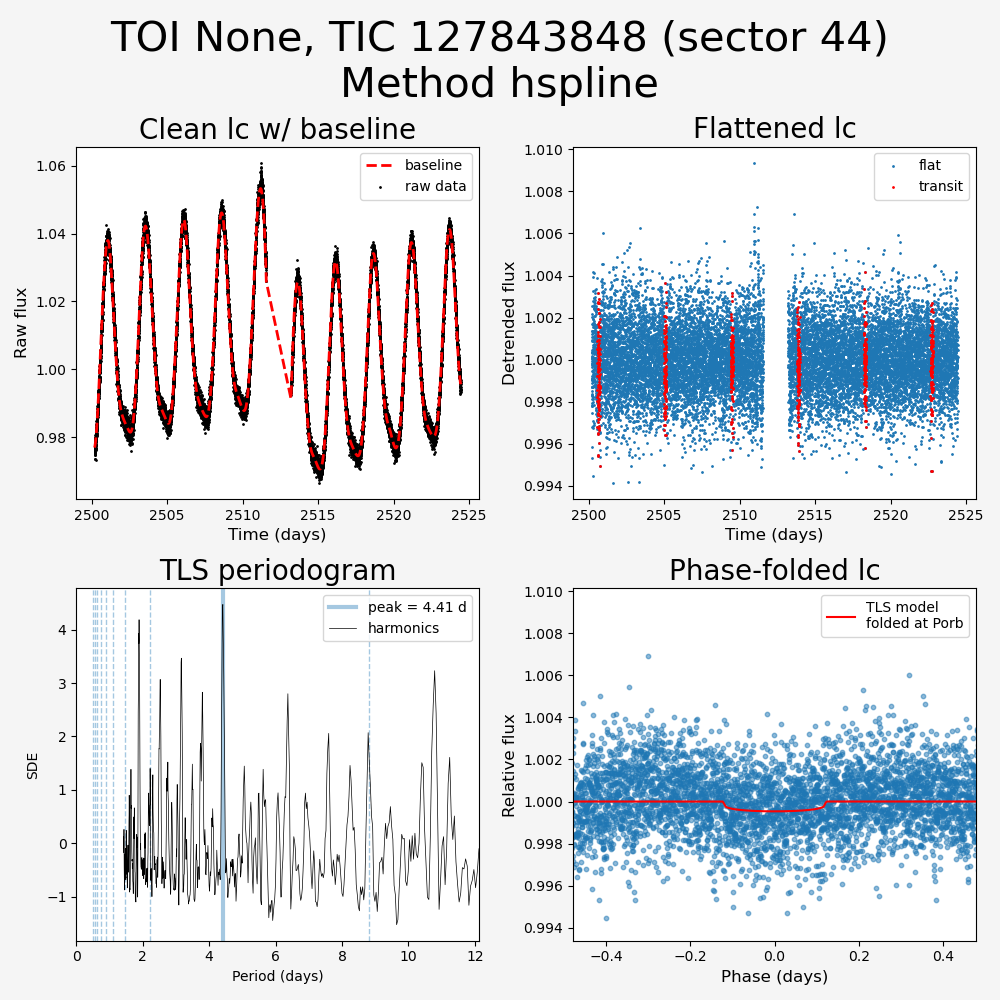 TOI None, TIC 127843848 (sector 44)
Method hspline
Clean lc w/ baseline
Raw flux
1.06
1.04
1.02
1.00
0.98
baseline
raw data
2500
2505
2510
2515
2520
2525
Time (days)
Flattened lc
Detrended flux
1.010
1.008
1.006
1.004
1.002
1.000
0.998
0.996
0.994
flat
transit
2500
2505
2510
2515
2520
2525
Time (days)
TLS periodogram
SDE
4
3
2
1
0
−1
peak = 4.41 d
harmonics
0
2
4
6
8
10
12
Period (days)
Phase-folded lc
Relative flux
1.010
1.008
1.006
1.004
1.002
1.000
0.998
0.996
0.994
TLS model
folded at Porb
−0.4
−0.2
0.0
0.2
0.4
Phase (days)